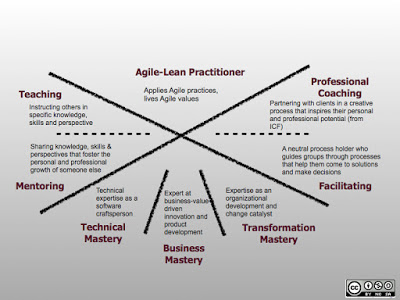 Agile-Lean Practitioner
Applies Agile practices,
lives Agile values
Teaching
Instructing others in
specific knowledge,
skills and perspective
Professional
Coaching
Partnering with clients in a creative
process that inspires their personal
and professional potential (from
ICF)
Sharing knowledge, skills &
perspectives that foster the
personal and professional
growth of someone else
Mentoring
A neutral process holder who
guides groups through processes
that help them come to solutions
and make decisions
Facilitating
Technical
expertise as a
software
craftsperson
Technical
Mastery
Expert at
business-value-
driven
innovation and
product
development
Business
Mastery
Expertise as an
organizational
development and
change catalyst
Transformation
Mastery
cc
BY NC SA